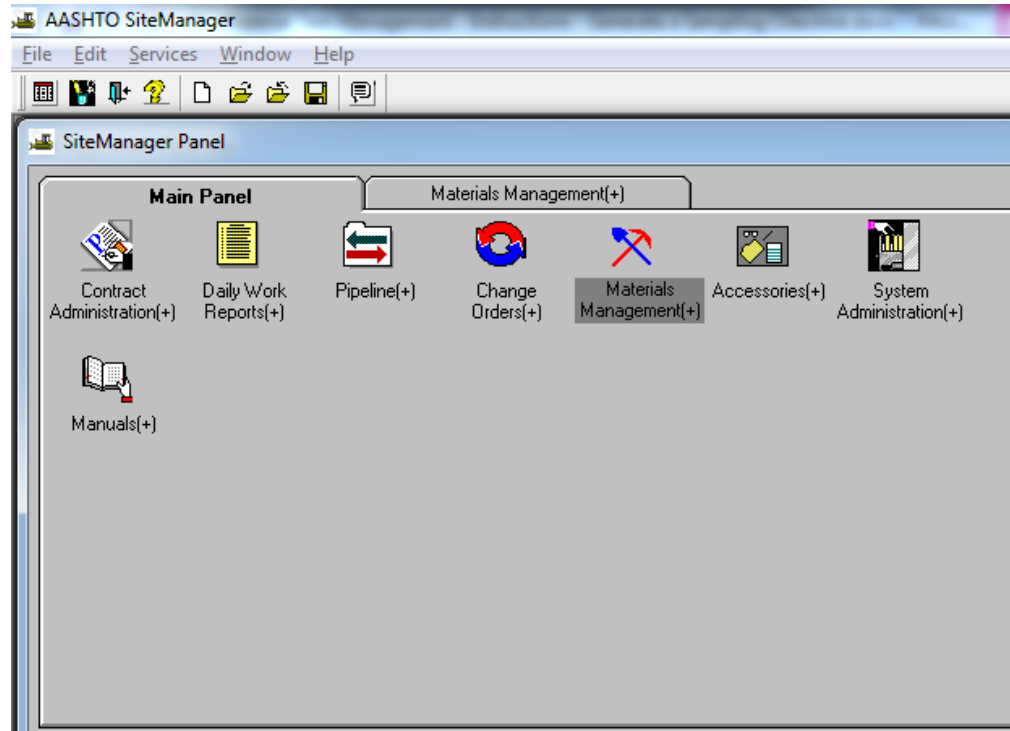 AASHTO SiteManager
File Edit Services Window Help
SiteManager Panel
Main Panel
Materials Management(+)
Contract
Administration(+)
Daily Work
Reports(+)
Pipeline(+)
Change
Orders(+)
Materials
Management(+)
Accessories(+)
System
Administration(+)
Manuals(+)